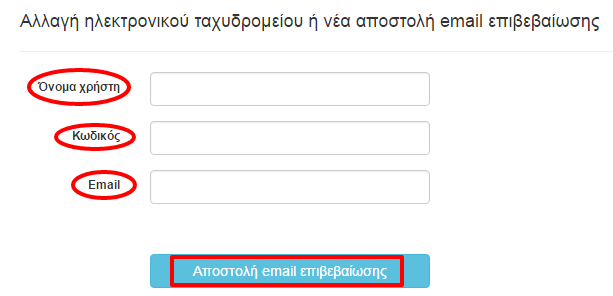 Αλλαγή ηλεκτρονικού ταχυδρομείου ή νέα αποστολή email επιβεβαίωσης
Όνομα χρήστη
Κωδικός
Email
Αποστολή email επιβεβαίωσης